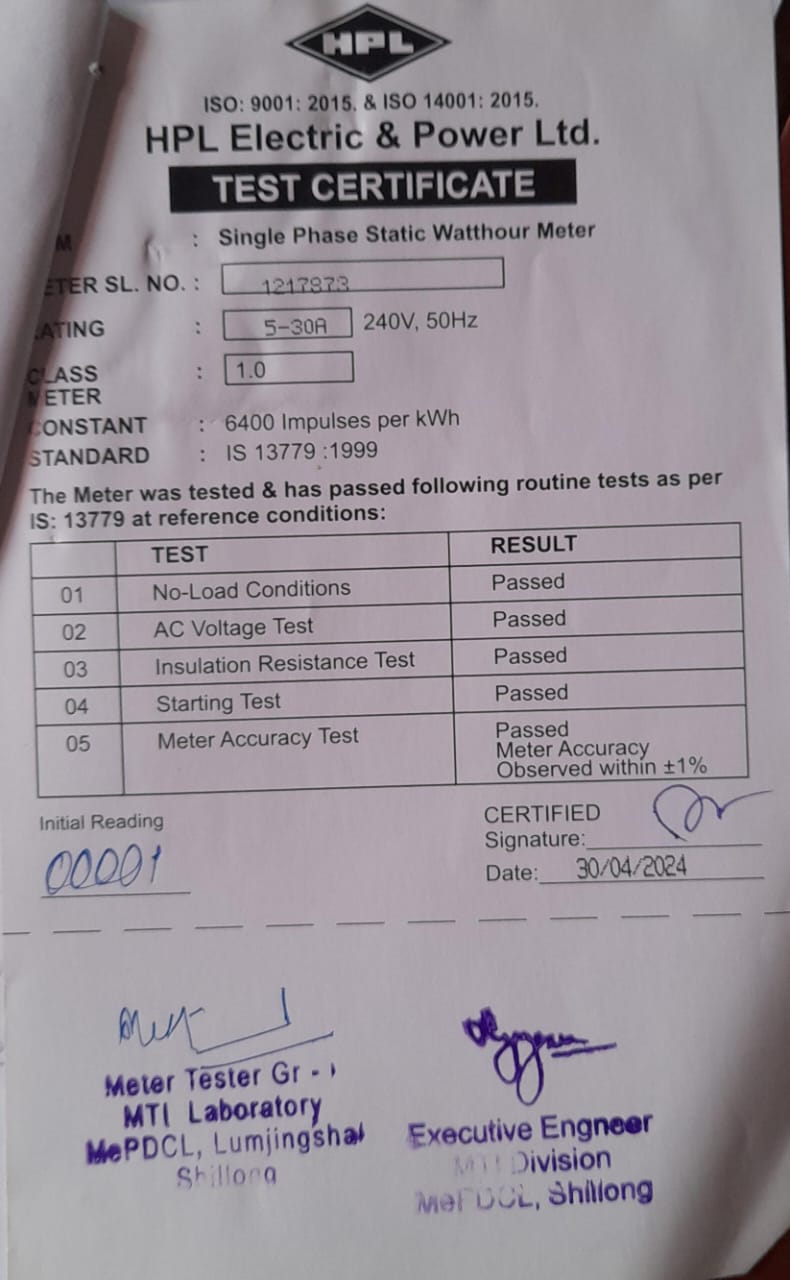 HPL
ISO: 9001: 2015. & ISO 14001: 2015.
HPL Electric & Power Ltd.
TEST CERTIFICATE
M : Single Phase Static Watthour Meter
ETER SL. NO. : 1217873
ATING : 5-30A 240V, 50Hz
CLASS : 1.0
METER
CONSTANT : 6400 Impulses per kWh
STANDARD : IS 13779 :1999
The Meter was tested & has passed following routine tests as per
IS: 13779 at reference conditions:
TEST RESULT
01 No-Load Conditions Passed
02 AC Voltage Test Passed
03 Insulation Resistance Test Passed
04 Starting Test Passed
05 Meter Accuracy Test Passed
Meter Accuracy
Observed within ±1%
Initial Reading
00001
CERTIFIED
Signature:
Date: 30/04/2024
Meter Tester Gr -
MTI Laboratory
MePDCL, Lumjingshai
Shillong
Executive Engneer
MTI Division
MePDCL, Shillong